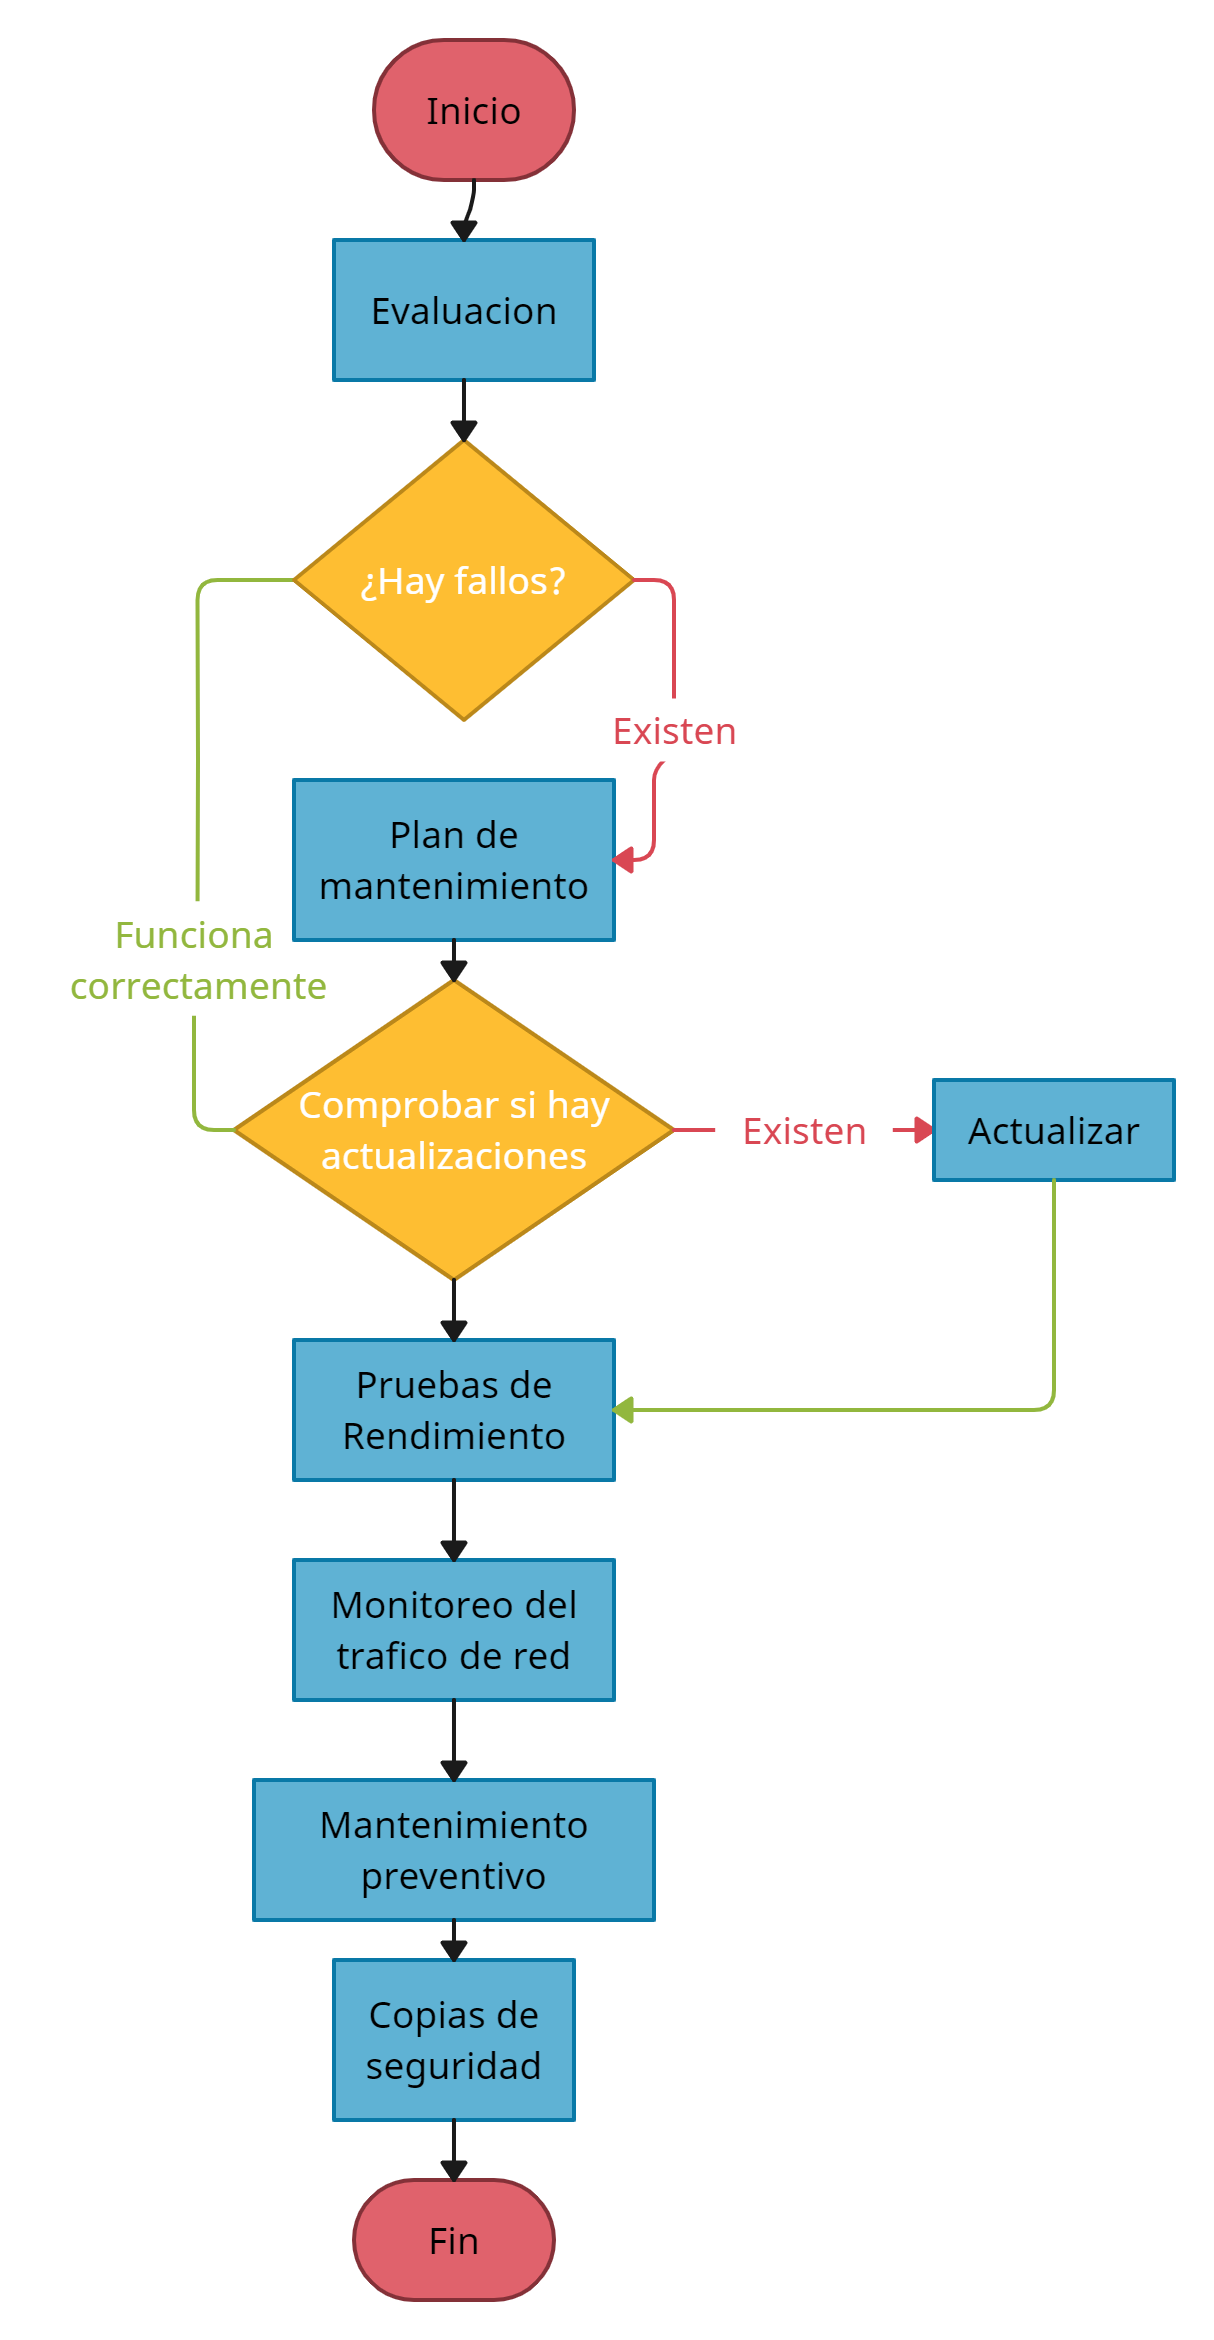 Inicio
Evaluacion
¿Hay fallos?
Existen
Plan de
mantenimiento
Funciona
correctamente
Comprobar si hay
actualizaciones
Existen
Actualizar
Pruebas de
Rendimiento
Monitoreo del
trafico de red
Mantenimiento
preventivo
Copias de
seguridad
Fin